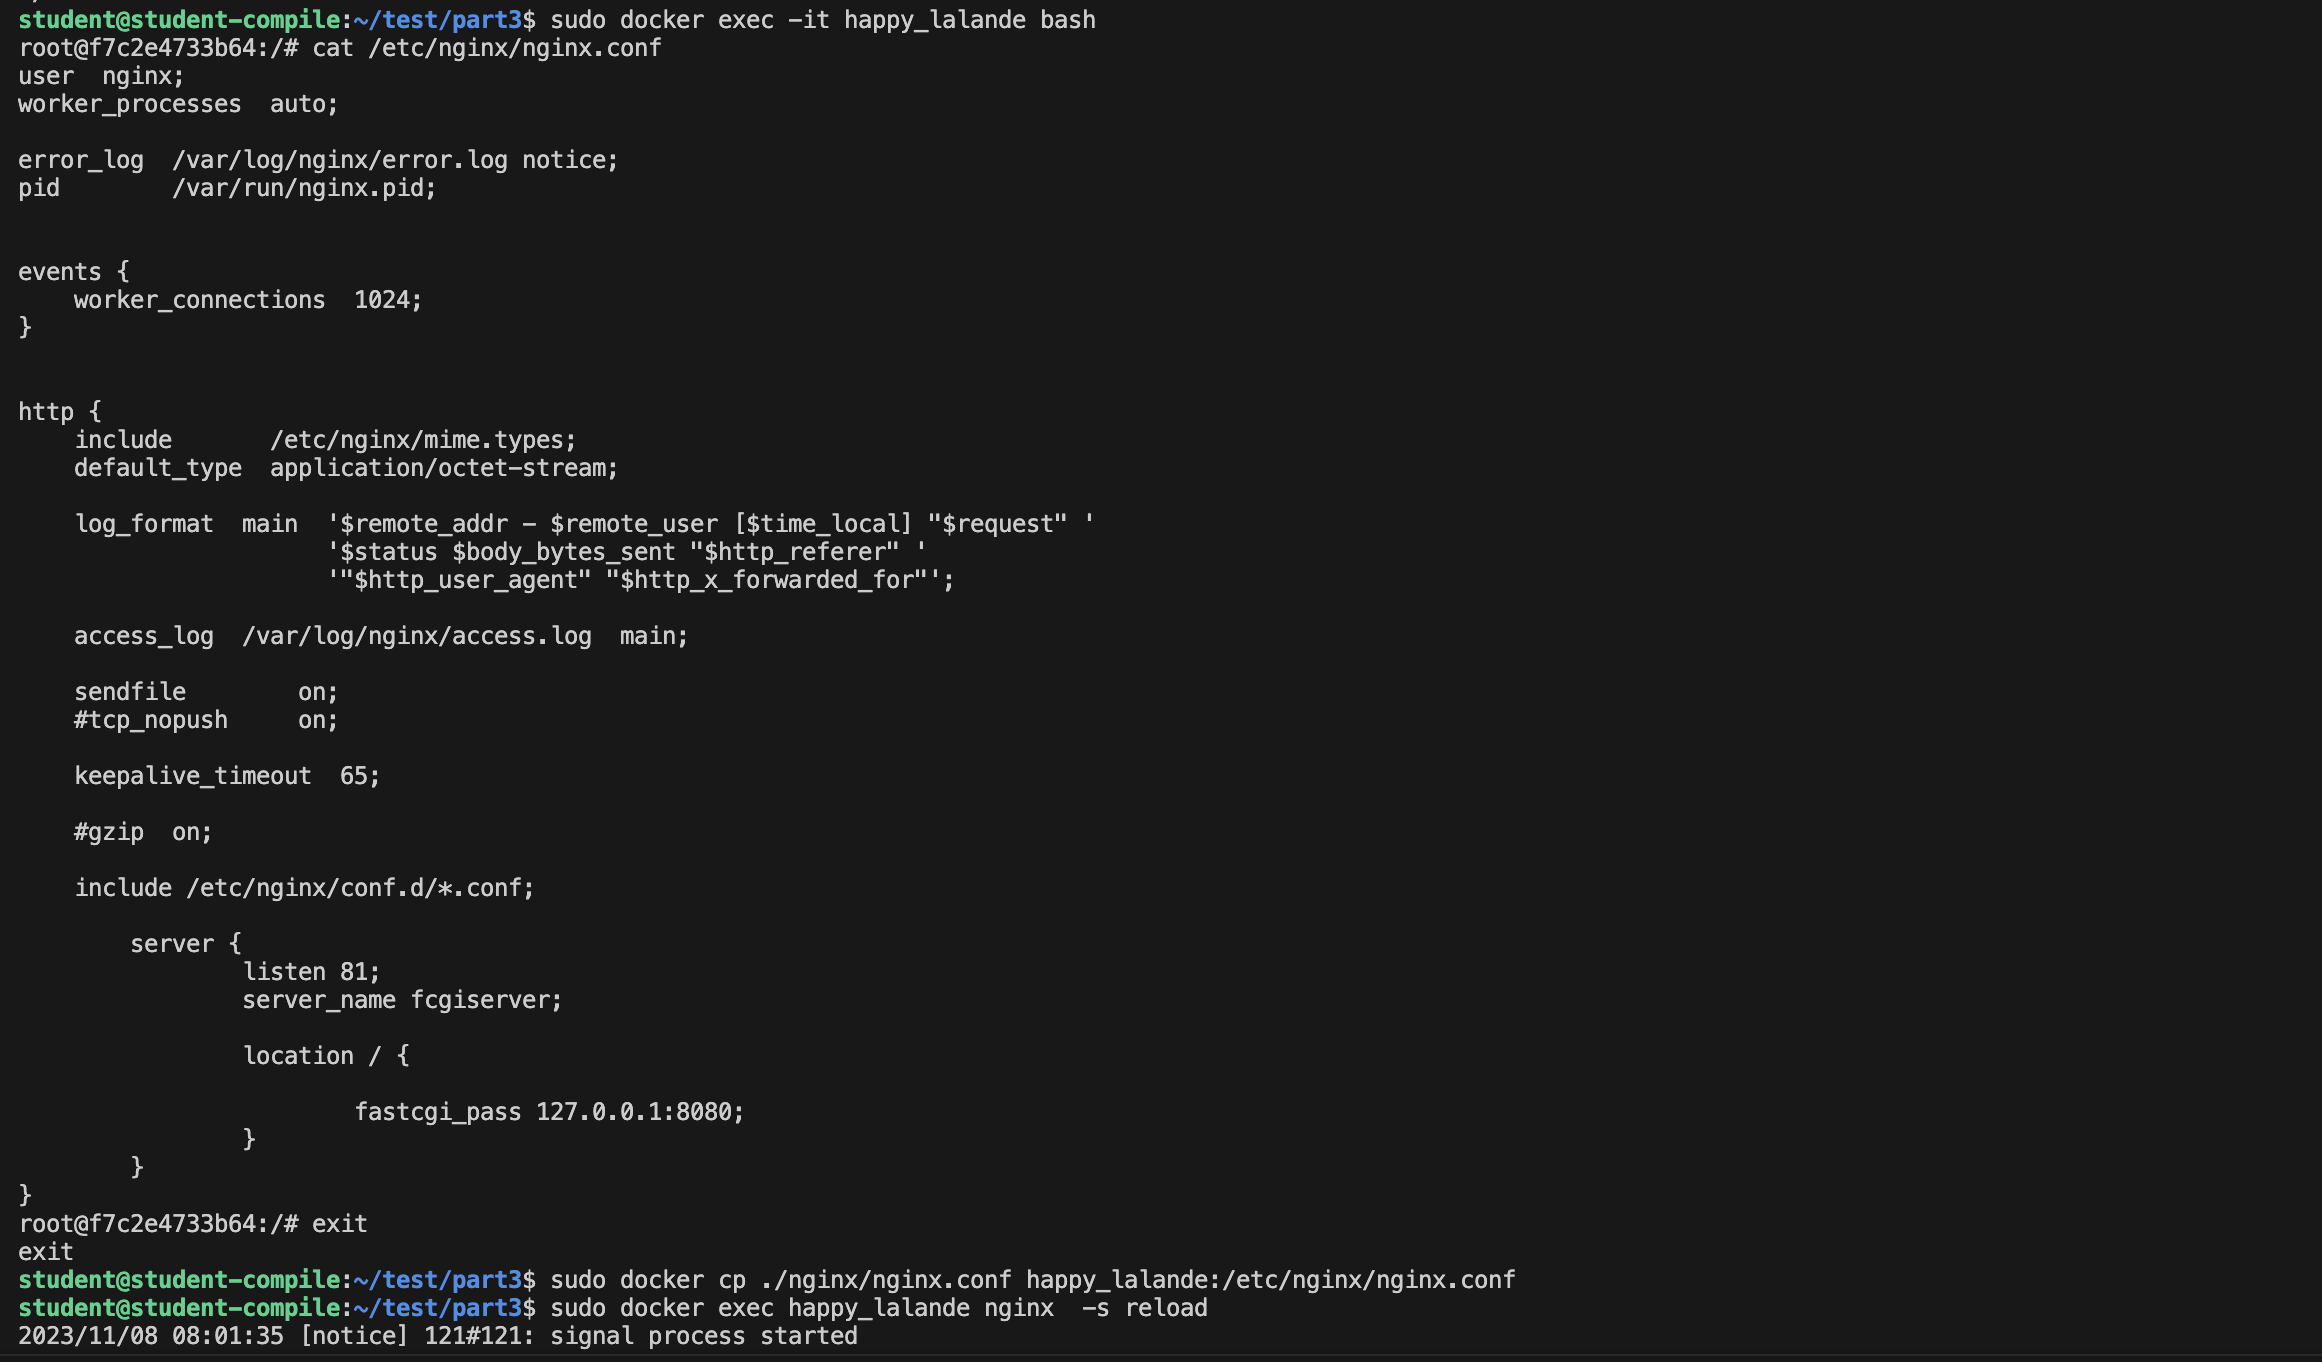 student@student-compile:~/test/part3$ sudo docker exec -it happy_lalande bash
root@f7c2e4733b64:/# cat /etc/nginx/nginx.conf
user  nginx;
worker_processes  auto;

error_log  /var/log/nginx/error.log notice;
pid        /var/run/nginx.pid;


events {
    worker_connections  1024;
}


http {
    include       /etc/nginx/mime.types;
    default_type  application/octet-stream;

    log_format  main  '$remote_addr - $remote_user [$time_local] "$request" '
                      '$status $body_bytes_sent "$http_referer" '
                      '"$http_user_agent" "$http_x_forwarded_for"';

    access_log  /var/log/nginx/access.log  main;

    sendfile        on;
    #tcp_nopush     on;

    keepalive_timeout  65;

    #gzip  on;

    include /etc/nginx/conf.d/*.conf;

        server {
                listen 81;
                server_name fcgiserver;

                location / {

                        fastcgi_pass 127.0.0.1:8080;
                }
        }
}
root@f7c2e4733b64:/# exit
exit
student@student-compile:~/test/part3$ sudo docker cp ./nginx/nginx.conf happy_lalande:/etc/nginx/nginx.conf
student@student-compile:~/test/part3$ sudo docker exec happy_lalande nginx  -s reload
2023/11/08 08:01:35 [notice] 121#121: signal process started